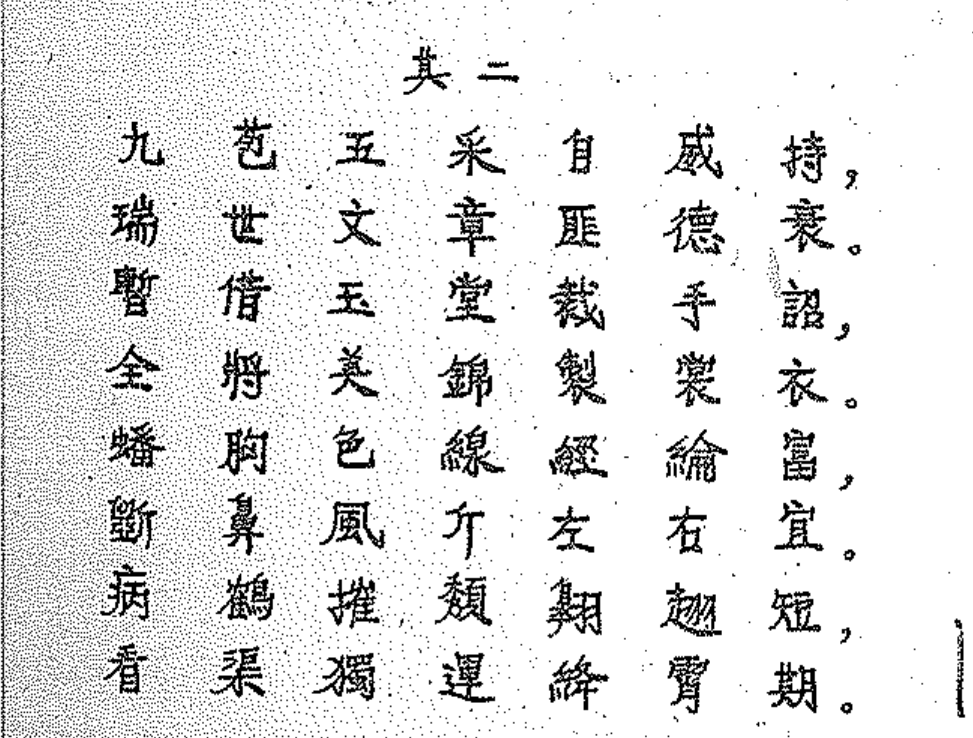 其二
九苞五采自威持，
瑞世文章匪德衰。
暫借玉堂裁手詔，
全將美錦製裳衣。
蟠胸色線經綸富，
斷鼻風斤左右宜。
病鶴摧頹翅短，
看渠獨運絳霄期。